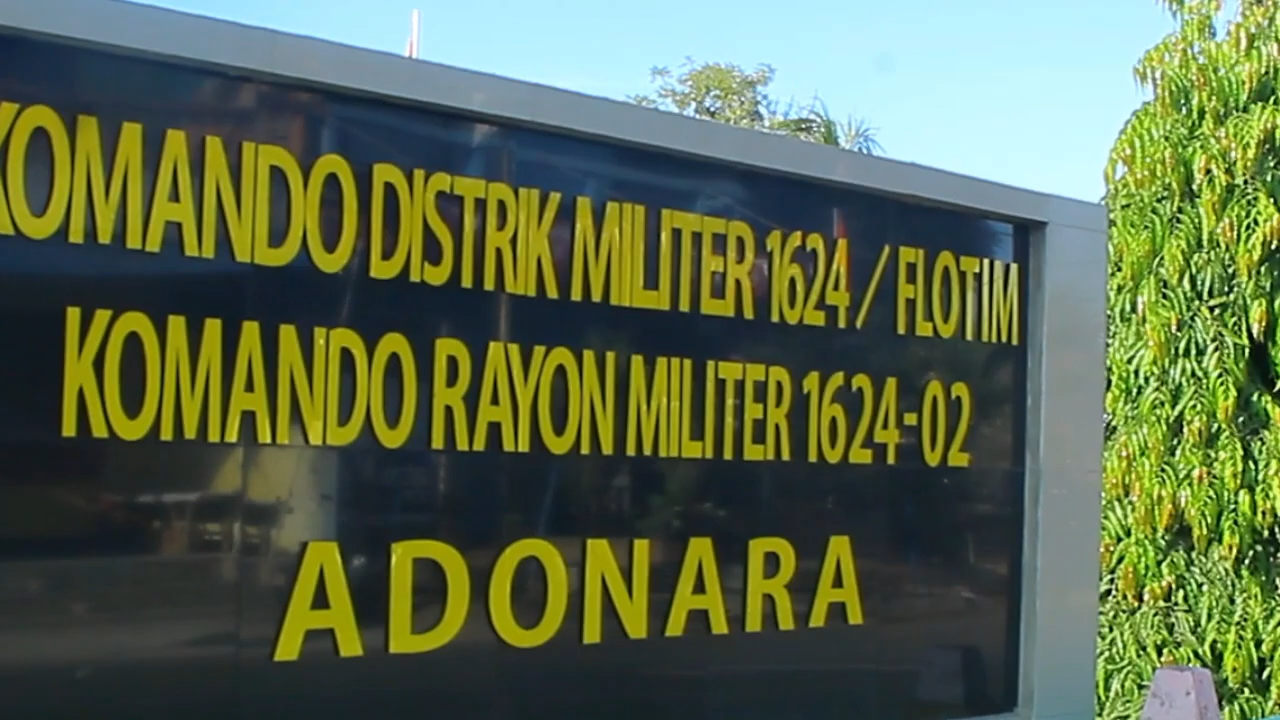 KOMANDO DISTRIK MILITER 1624 / FLOTIM
KOMANDO RAYON MILITER 1624-02
ADONARA